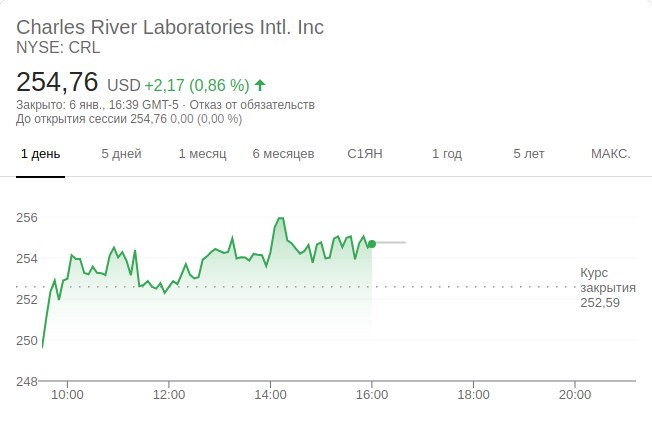 Charles River Laboratories Intl. Inc
NYSE: CRL
254,76 USD +2,17 (0,86 %)
Закрыто: 6 янв., 16:39 GMT-5 · Отказ от обязательств
До открытия сессии 254,76 0,00 (0,00 %)
1 день 5 дней 1 месяц 6 месяцев С1ЯН 1 год 5 лет МАКС.
256
254
252
250
248
Курс
закрытия
252,59
10:00 12:00 14:00 16:00 18:00 20:00